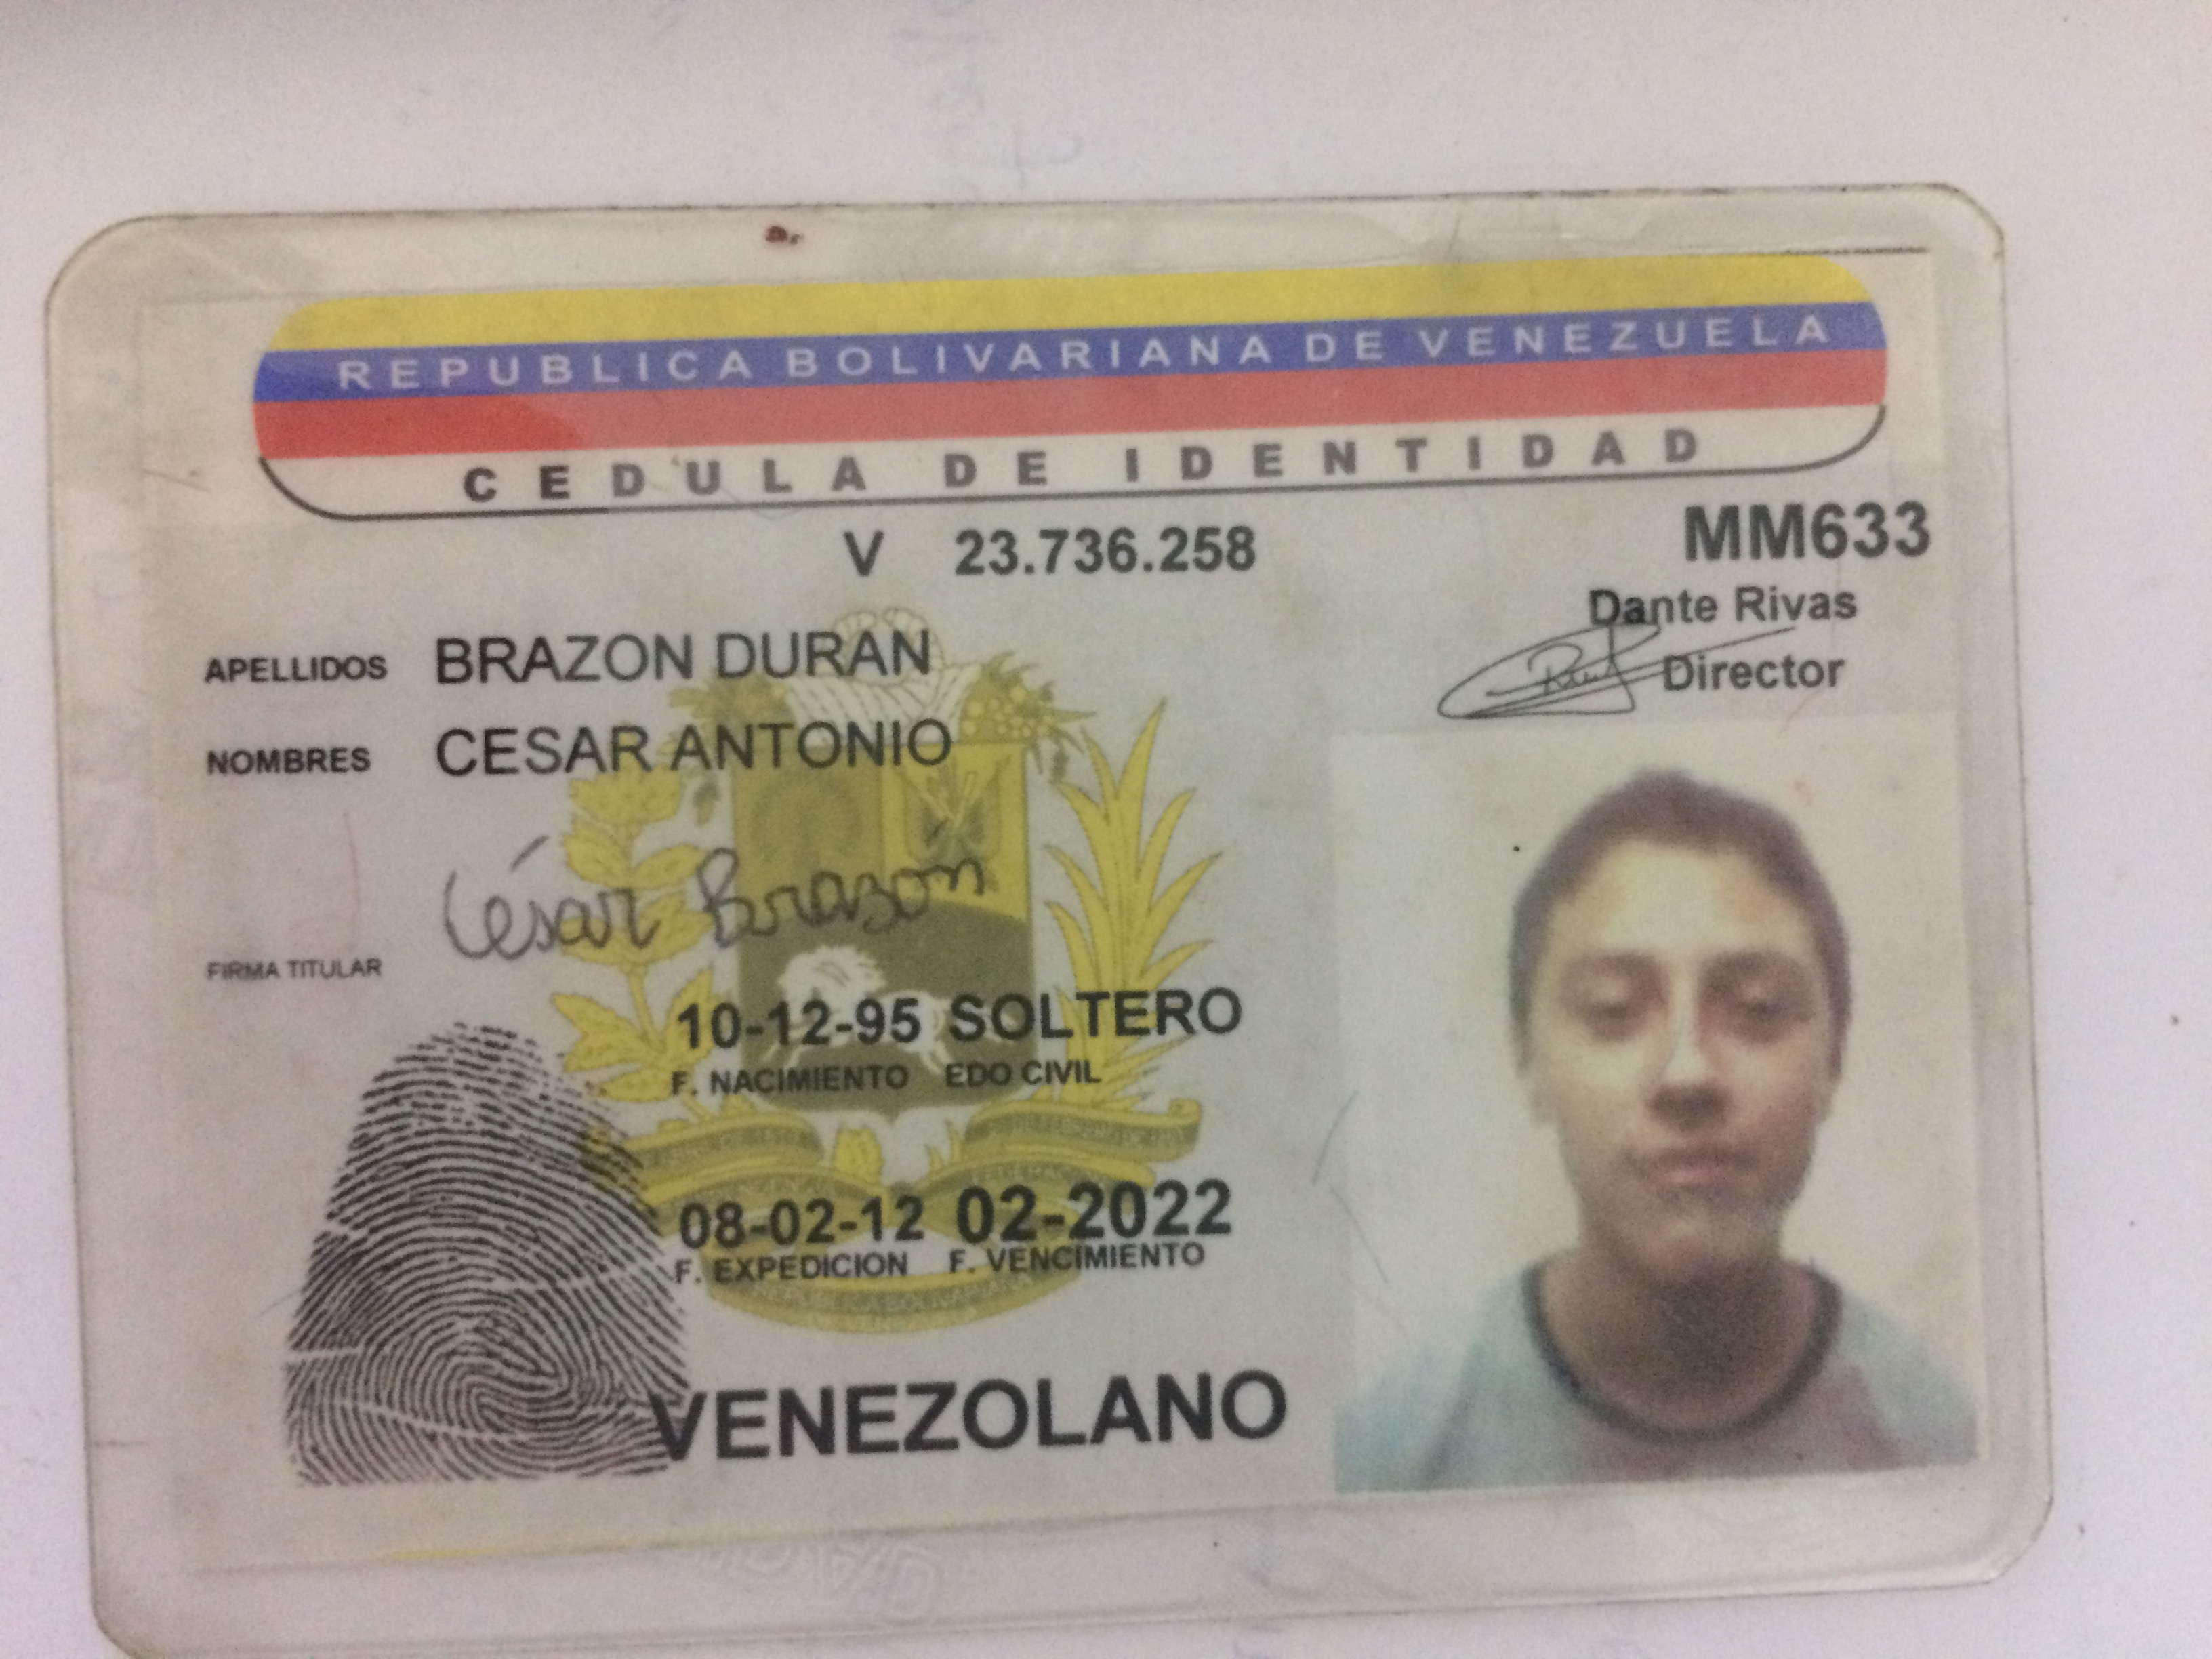 REPUBLICA BOLIVARIANA DE VENEZUELA
CEDULA DE IDENTIDAD
V 23.736.258
MM633
Dante Rivas
Director
APELLIDOS BRAZON DURAN
NOMBRES CESAR ANTONIO
César Brazón
FIRMA TITULAR
10-12-95 SOLTERO
F. NACIMIENTO EDO CIVIL
08-02-12 02-2022
F. EXPEDICION F. VENCIMIENTO
VENEZOLANO